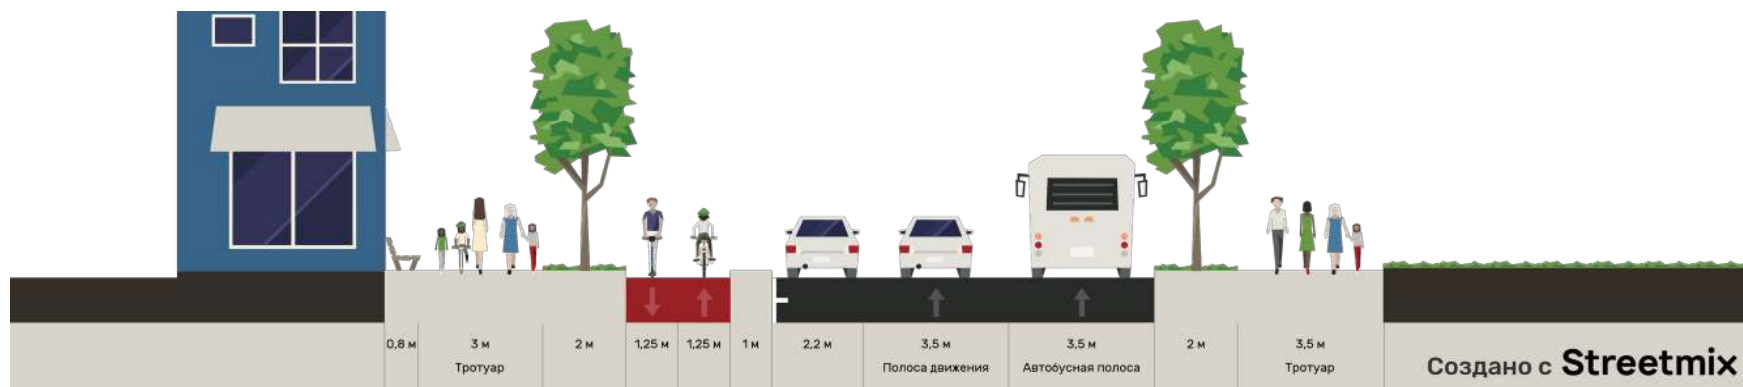 0,8 м
3 м
Тротуар
2 м
1,25 м
1,25 м
1 м
2,2 м
3,5 м
Полоса движения
3,5 м
Автобусная полоса
2 м
3,5 м
Тротуар
Создано с Streetmix